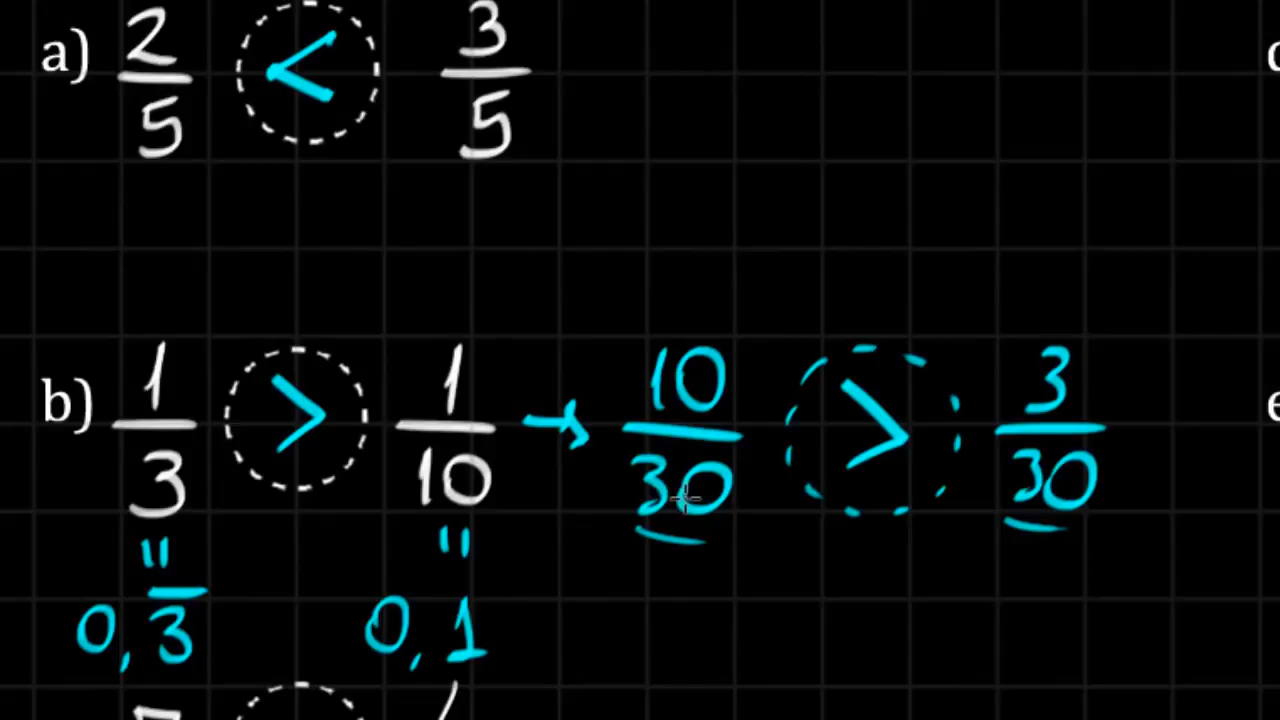 a) 2/5 < 3/5
b) 1/3 > 1/10 → 10/30 > 3/30
= =
0,3̅ 0,1